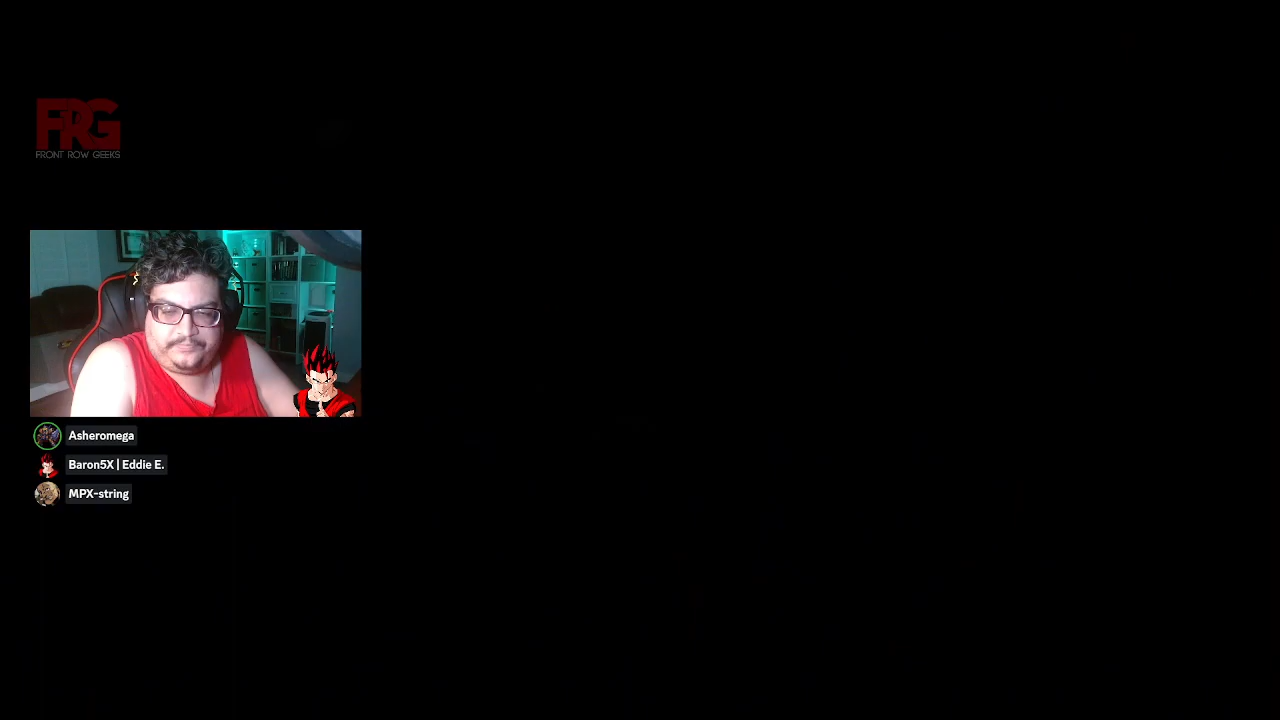 FRG
FRONT ROW GEEKS
Asheromega
Baron5X | Eddie E.
MPX-string